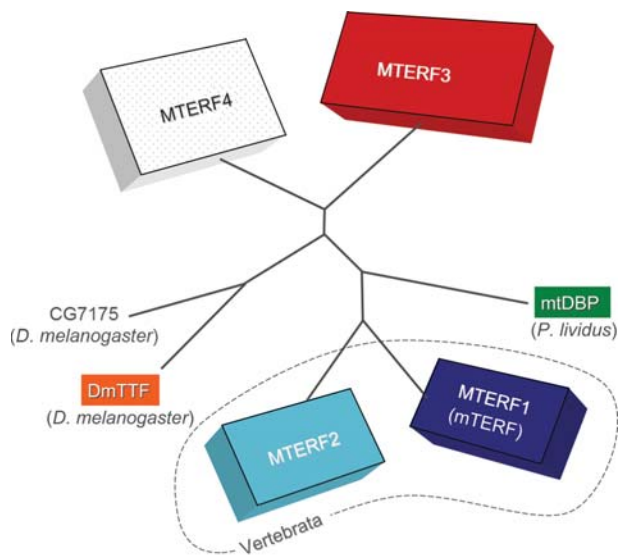 MTERF4
MTERF3
CG7175
(D. melanogaster)
mtDBP
(P. lividus)
DmTTF
(D. melanogaster)
MTERF1
(mTERF)
MTERF2
Vertebrata